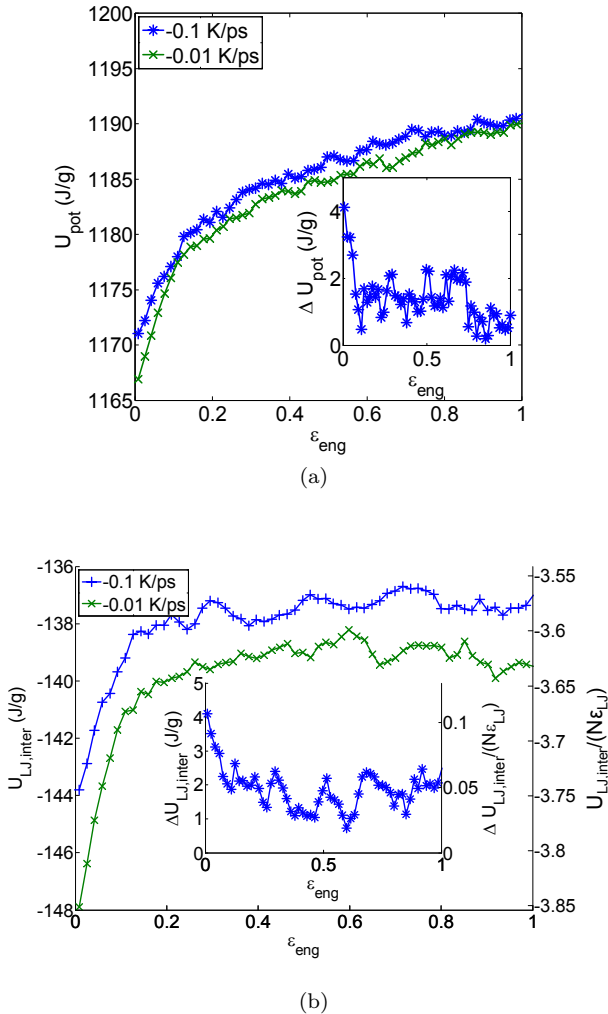 1200
1195
1190
1185
1180
1175
1170
1165
U_pot (J/g)
-0.1 K/ps
-0.01 K/ps
0 0.2 0.4 0.6 0.8 1
ε_eng
4
2
0
Δ U_pot (J/g)
0 0.5 1
ε_eng
(a)
-136
-138
-140
-142
-144
-146
-148
U_LJ,inter (J/g)
-0.1 K/ps
-0.01 K/ps
-3.55
-3.6
-3.65
-3.7
-3.75
-3.8
-3.85
U_LJ,inter/(Nε_LJ)
5
4
3
2
1
0
ΔU_LJ,inter (J/g)
0.1
0.05
0
Δ U_LJ,inter/(Nε_LJ)
0 0.5 1
ε_eng
0 0.2 0.4 0.6 0.8 1
ε_eng
(b)